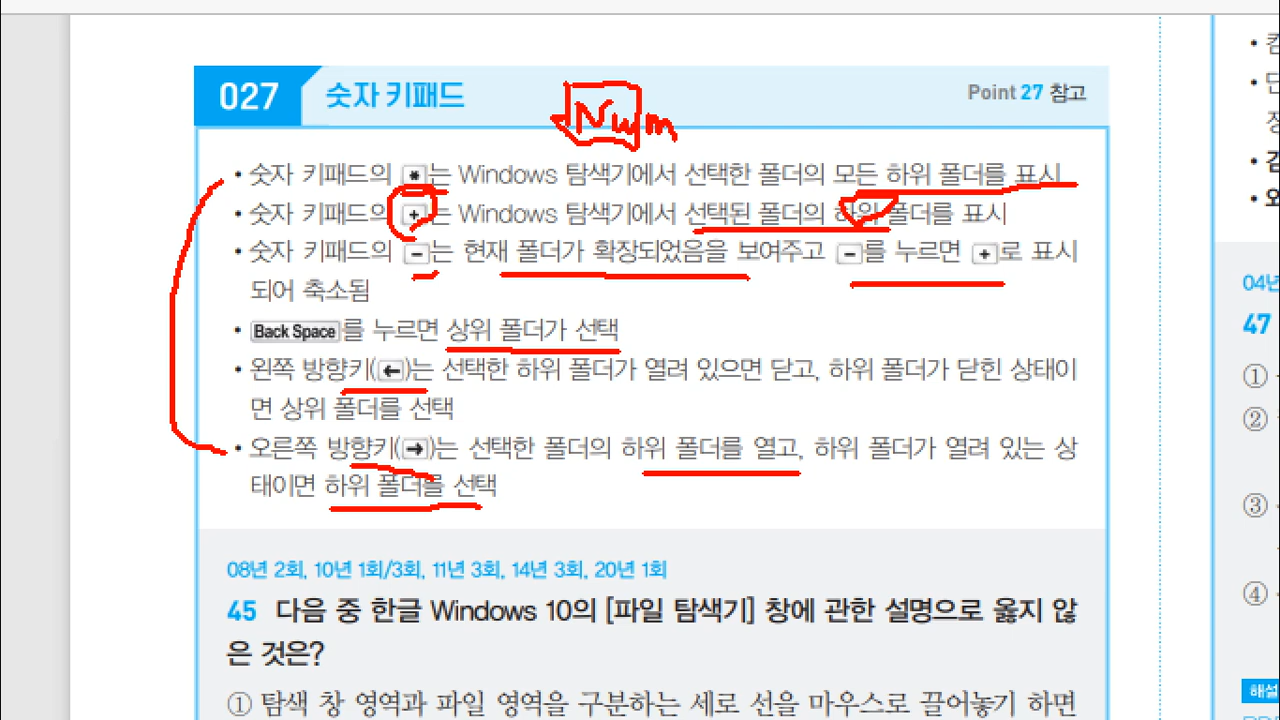 027 숫자 키패드 Point 27 참고
Num
• 숫자 키패드의 *는 Windows 탐색기에서 선택한 폴더의 모든 하위 폴더를 표시
• 숫자 키패드의 +는 Windows 탐색기에서 선택된 폴더의 하위 폴더를 표시
• 숫자 키패드의 -는 현재 폴더가 확장되었음을 보여주고 -를 누르면 +로 표시
되어 축소됨
• Back Space를 누르면 상위 폴더가 선택
• 왼쪽 방향키(←)는 선택한 하위 폴더가 열려 있으면 닫고, 하위 폴더가 닫힌 상태이
면 상위 폴더를 선택
• 오른쪽 방향키(→)는 선택한 폴더의 하위 폴더를 열고, 하위 폴더가 열려 있는 상
태이면 하위 폴더를 선택
08년 2회, 10년 1회/3회, 11년 3회, 14년 3회, 20년 1회
45 다음 중 한글 Windows 10의 [파일 탐색기] 창에 관한 설명으로 옳지 않
은 것은?
① 탐색 창 영역과 파일 영역을 구분하는 세로 선을 마우스로 끌어놓기 하면
04년
47
①
②
③
④
해설